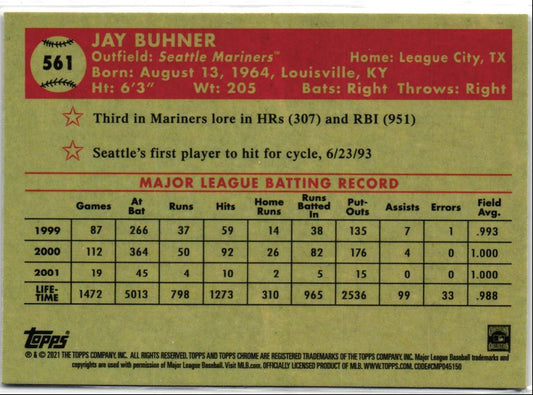 561
JAY BUHNER
Outfield: Seattle Mariners™ Home: League City, TX
Born: August 13, 1964, Louisville, KY
Ht: 6'3" Wt: 205 Bats: Right Throws: Right
Third in Mariners lore in HRs (307) and RBI (951)
Seattle's first player to hit for cycle, 6/23/93
MAJOR LEAGUE BATTING RECORD
Games At Bat Runs Hits Home Runs Runs Batted In Put-Outs Assists Errors Field Avg.
1999 87 266 37 59 14 38 135 7 1 .993
2000 112 364 50 92 26 82 176 4 0 1.000
2001 19 45 4 10 2 5 15 0 0 1.000
LIFE-TIME 1472 5013 798 1273 310 965 2536 99 33 .988
Topps
® & © 2021 THE TOPPS COMPANY, INC. ALL RIGHTS RESERVED. TOPPS AND TOPPS CHROME ARE REGISTERED TRADEMARKS OF THE TOPPS COMPANY, INC. Major League Baseball trademarks and
copyrights are used with permission of Major League Baseball. Visit MLB.com. OFFICIALLY LICENSED PRODUCT OF MLB. WWW.TOPPS.COM. CODE#CMP045150